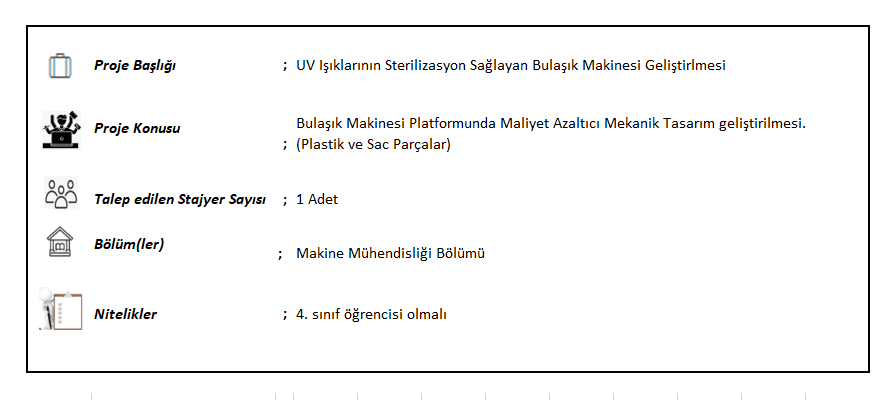 Proje Başlığı ; UV Işıklarının Sterilizasyon Sağlayan Bulaşık Makinesi Geliştirlmesi
Proje Konusu ; Bulaşık Makinesi Platformunda Maliyet Azaltıcı Mekanik Tasarım geliştirilmesi.
(Plastik ve Sac Parçalar)
Talep edilen Stajyer Sayısı ; 1 Adet
Bölüm(ler) ; Makine Mühendisliği Bölümü
Nitelikler ; 4. sınıf öğrencisi olmalı